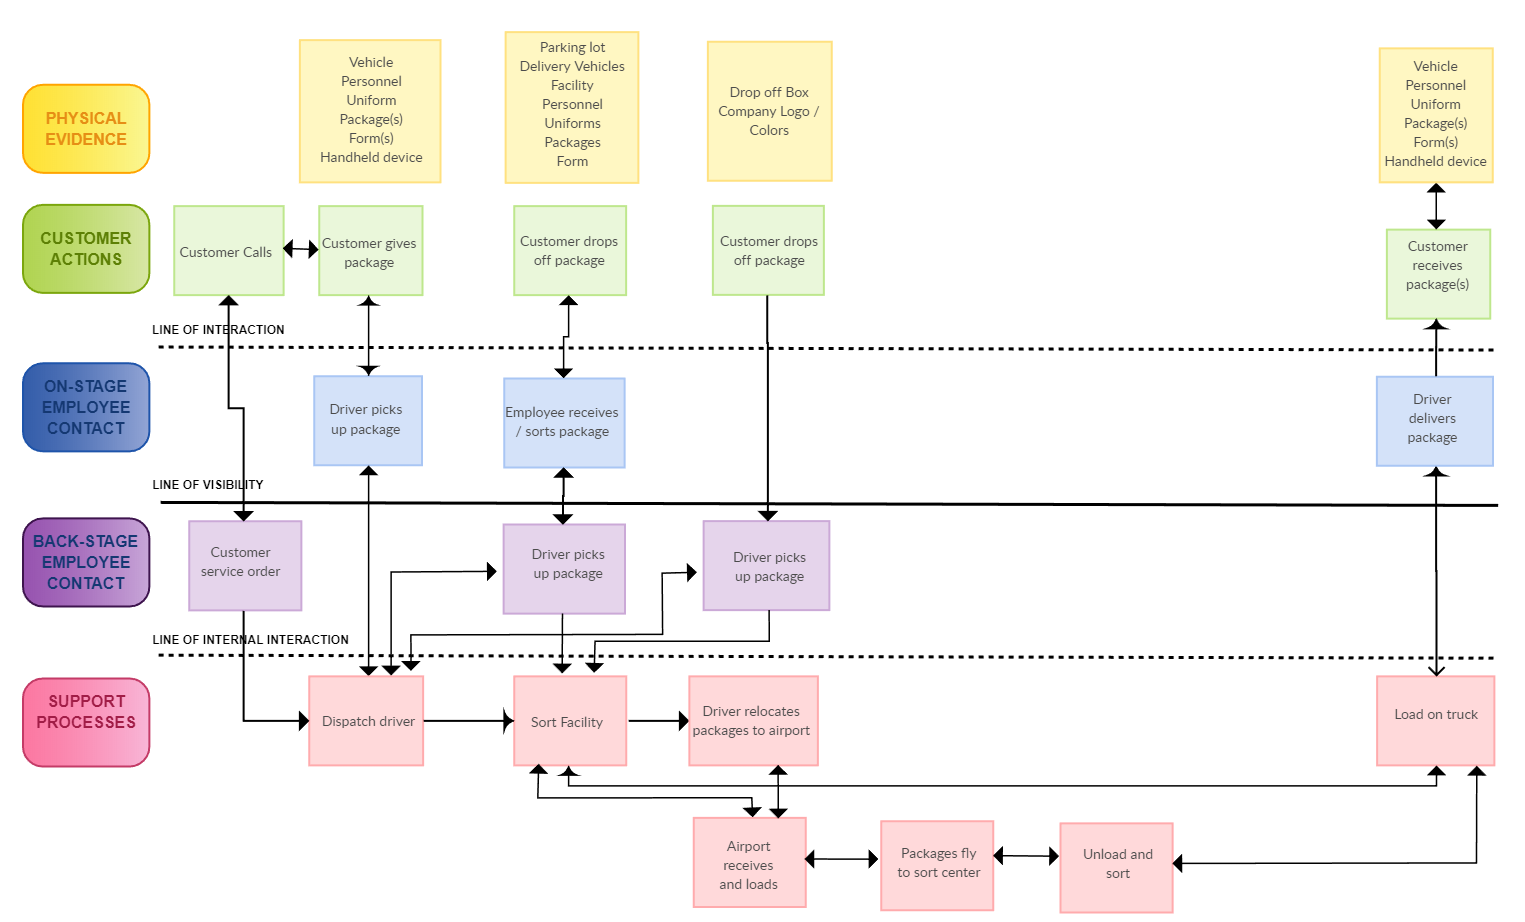 PHYSICAL
EVIDENCE
Vehicle
Personnel
Uniform
Package(s)
Form(s)
Handheld device
Parking lot
Delivery Vehicles
Facility
Personnel
Uniforms
Packages
Form
Drop off Box
Company Logo /
Colors
Vehicle
Personnel
Uniform
Package(s)
Form(s)
Handheld device
CUSTOMER
ACTIONS
Customer Calls
Customer gives
package
Customer drops
off package
Customer drops
off package
Customer
receives
package(s)
LINE OF INTERACTION
ON-STAGE
EMPLOYEE
CONTACT
Driver picks
up package
Employee receives
/ sorts package
Driver
delivers
package
LINE OF VISIBILITY
BACK-STAGE
EMPLOYEE
CONTACT
Customer
service order
Driver picks
up package
Driver picks
up package
LINE OF INTERNAL INTERACTION
SUPPORT
PROCESSES
Dispatch driver
Sort Facility
Driver relocates
packages to airport
Load on truck
Airport
receives
and loads
Packages fly
to sort center
Unload and
sort